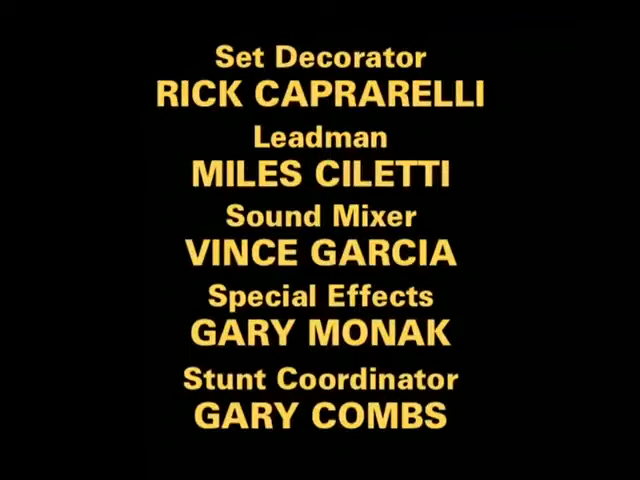 Set Decorator
RICK CAPRARELLI
Leadman
MILES CILETTI
Sound Mixer
VINCE GARCIA
Special Effects
GARY MONAK
Stunt Coordinator
GARY COMBS